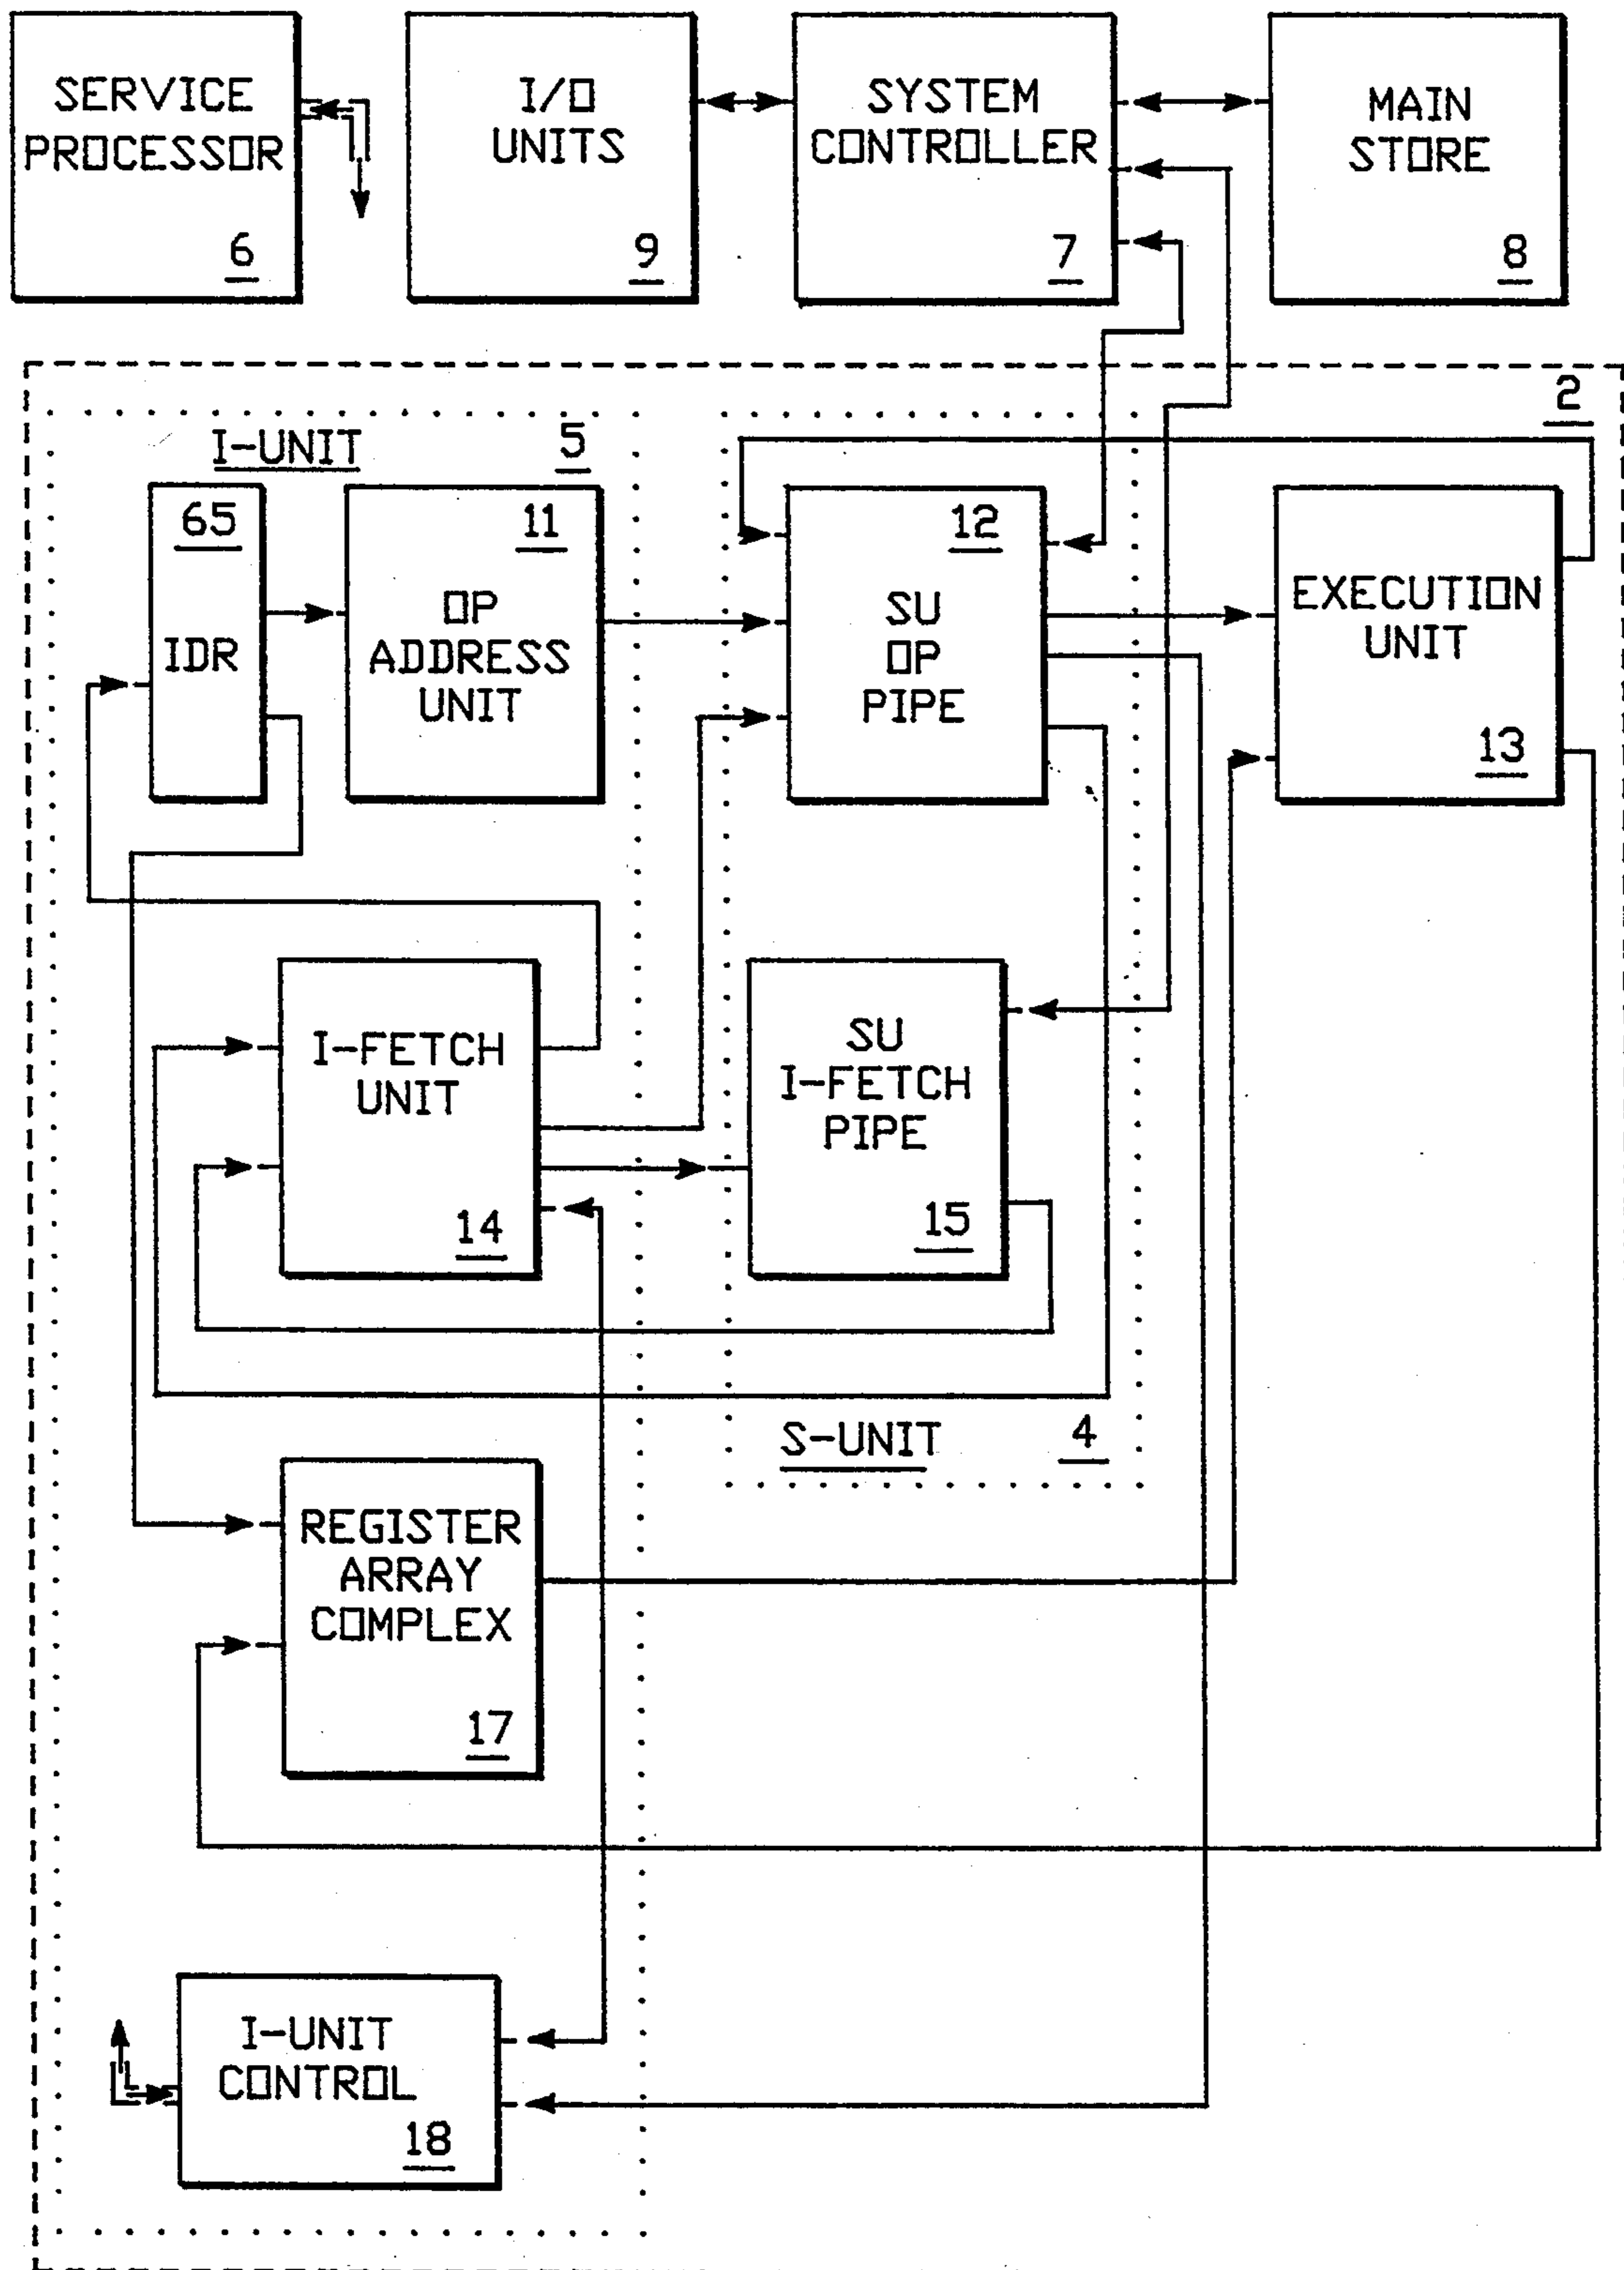 SERVICE
PROCESSOR
6
I/O
UNITS
9
SYSTEM
CONTROLLER
7
MAIN
STORE
8
2
I-UNIT
5
65
IDR
11
OP
ADDRESS
UNIT
12
SU
OP
PIPE
EXECUTION
UNIT
13
I-FETCH
UNIT
14
SU
I-FETCH
PIPE
15
S-UNIT
4
REGISTER
ARRAY
COMPLEX
17
I-UNIT
CONTROL
18